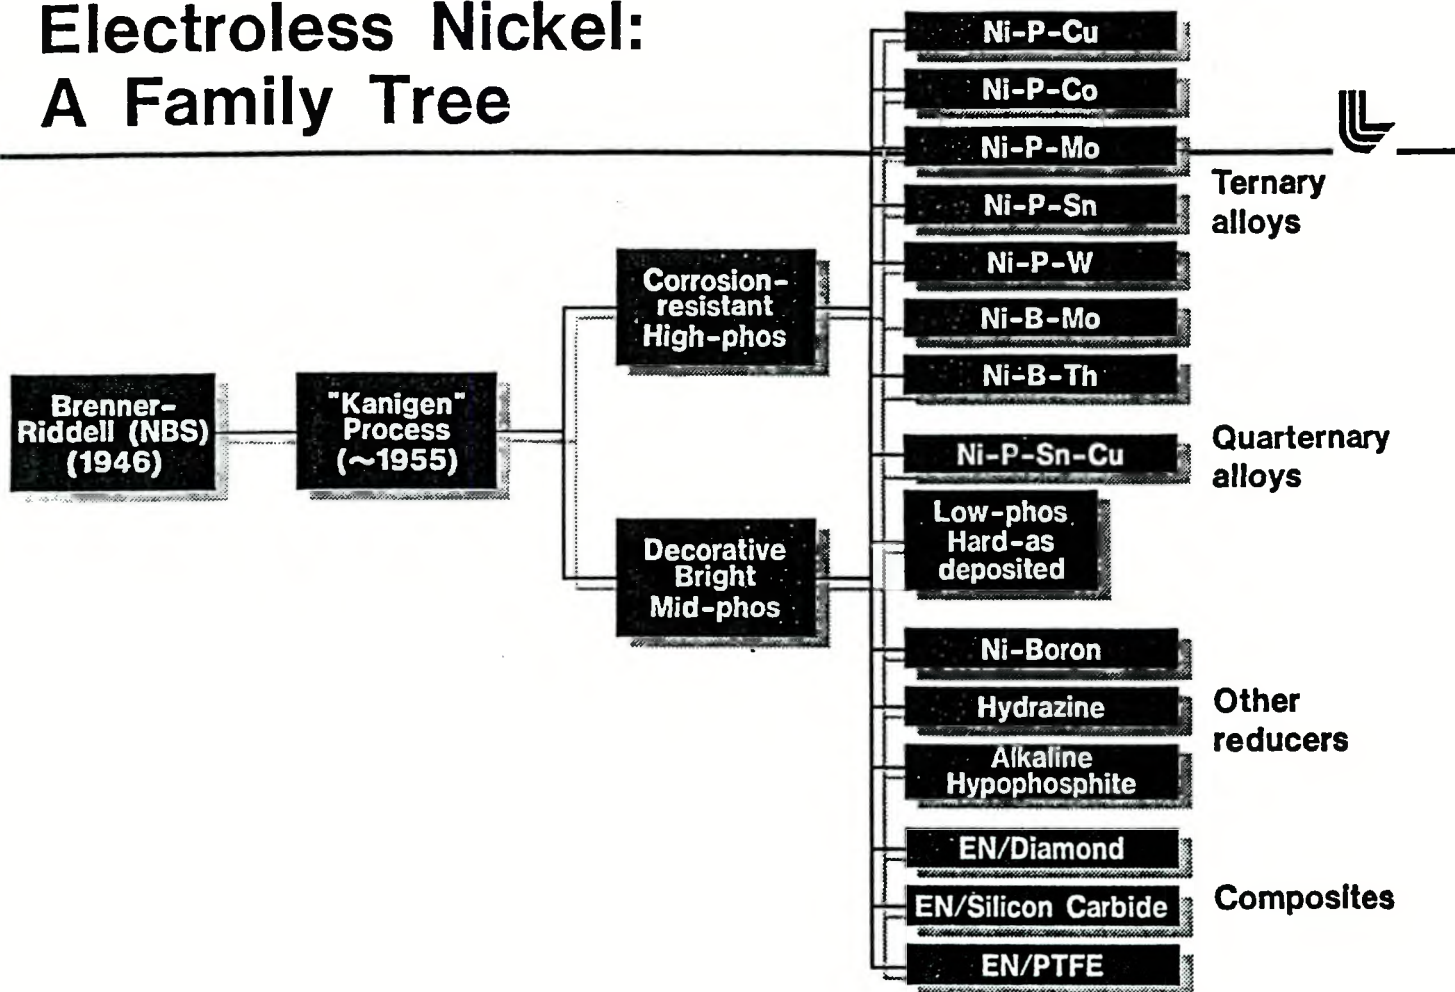 Electroless Nickel:
A Family Tree
Brenner-
Riddell (NBS)
(1946)
"Kanigen"
Process
(~1955)
Corrosion-
resistant
High-phos
Decorative
Bright
Mid-phos
Ni-P-Cu
Ni-P-Co
Ni-P-Mo
Ni-P-Sn
Ni-P-W
Ni-B-Mo
Ni-B-Th
Ternary
alloys
Ni-P-Sn-Cu
Quarternary
alloys
Low-phos
Hard-as
deposited
Ni-Boron
Hydrazine
Alkaline
Hypophosphite
Other
reducers
EN/Diamond
EN/Silicon Carbide
EN/PTFE
Composites